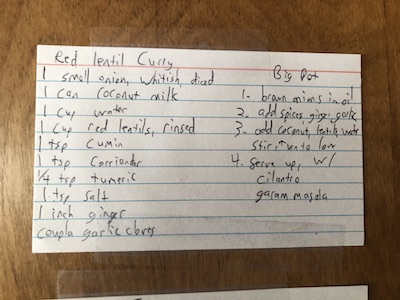 Red lentil Curry
1 small onion, whitish, diced
1 can coconut milk
1 cup water
1 cup red lentils, rinsed
1 tsp cumin
1 tsp Corriander
1/4 tsp tumeric
1 tsp salt
1 inch ginger
coupla garlic cloves
Big Pot
1- brown onions in oil
2. add spices, ginger, garlic
3- add coconut, lentils, water
stir, turn to low
4. serve up, w/
cilantro
garam masala